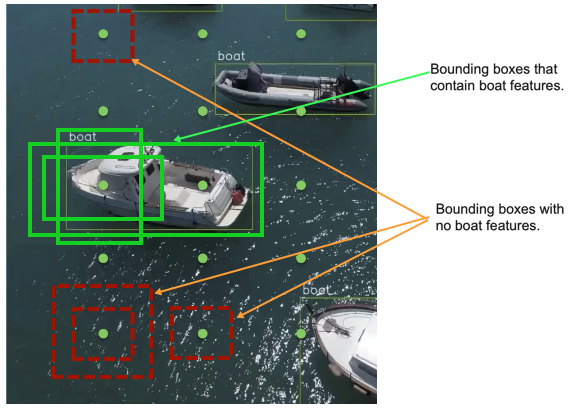 boat
Bounding boxes that
contain boat features.
boat
Bounding boxes with
no boat features.
boat